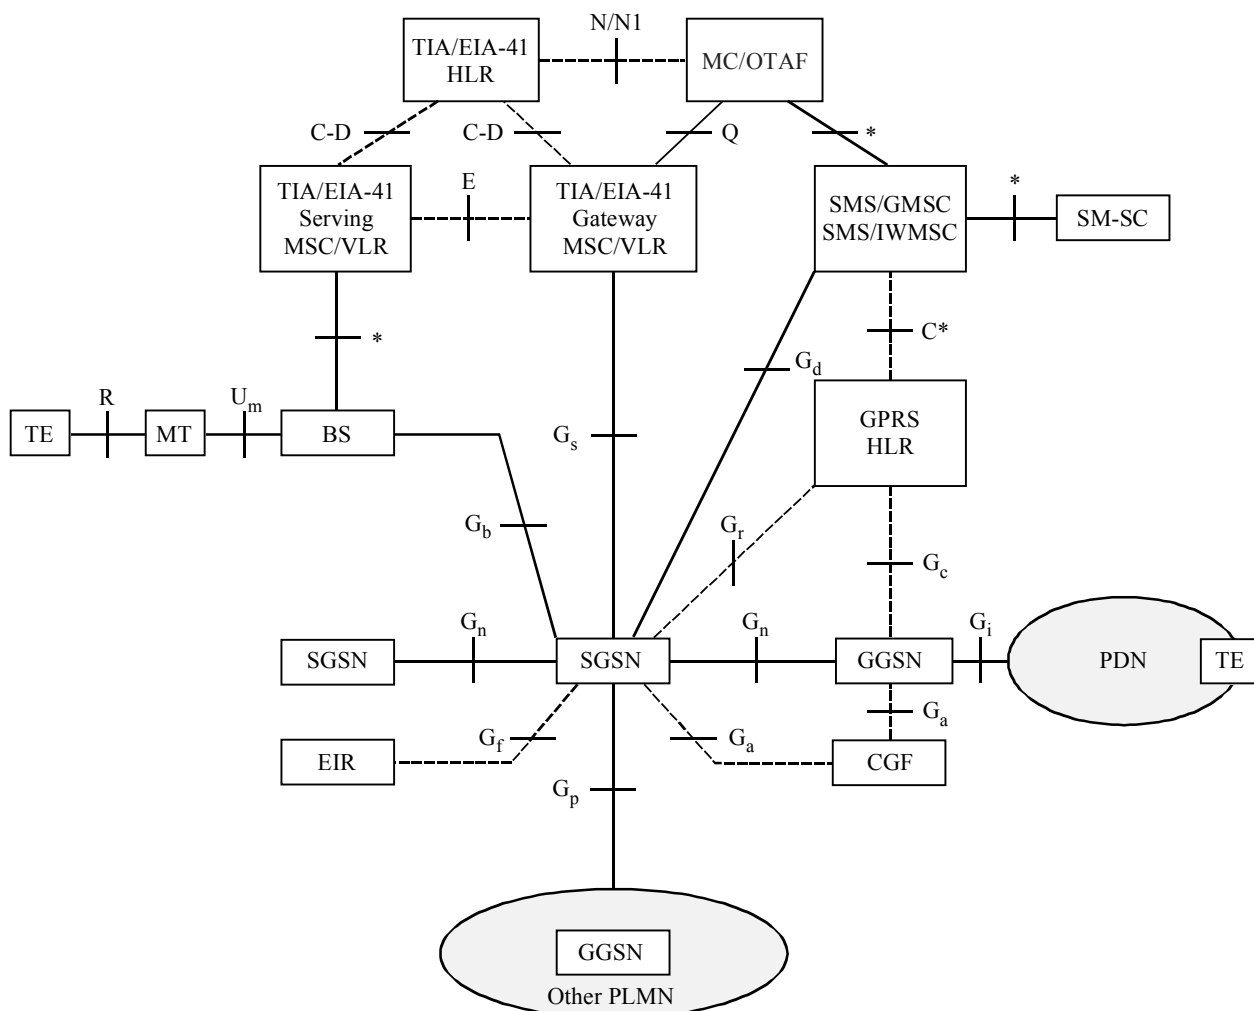 N/N1
TIA/EIA-41
HLR
MC/OTAF
C-D
C-D
Q
*
TIA/EIA-41
Serving
MSC/VLR
E
TIA/EIA-41
Gateway
MSC/VLR
SMS/GMSC
SMS/IWMSC
*
SM-SC
*
C*
Gd
R
Um
TE
MT
BS
Gs
GPRS
HLR
Gb
Gr
Gc
Gn
Gn
Gi
SGSN
SGSN
GGSN
PDN
TE
Gf
Ga
Ga
EIR
CGF
Gp
GGSN
Other PLMN